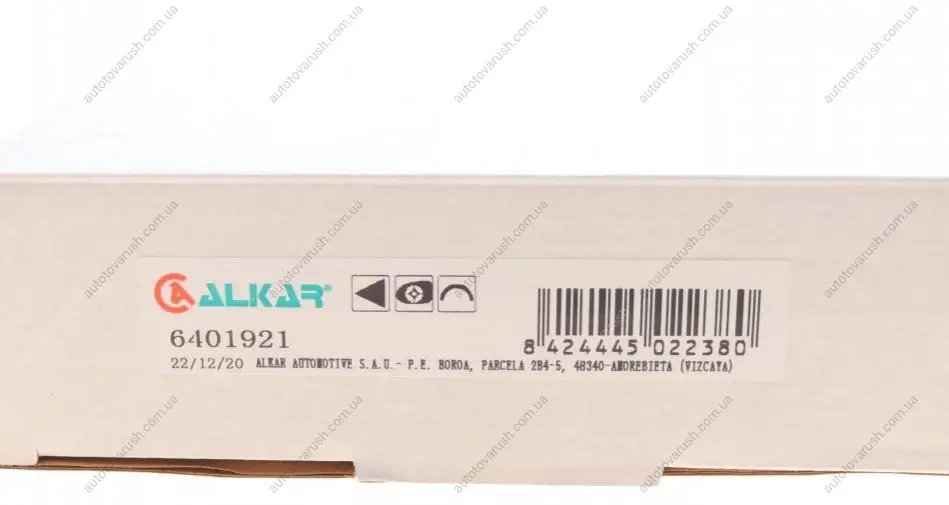 ALKAR®
6401921
22/12/20 ALKAR AUTOMOTIVE S.A.U.- P.E. BOROA, PARCELA 2B4-5, 48340-AMOREBIETA (VIZCAYA)
8 424445 022380
autotovarush.com.ua